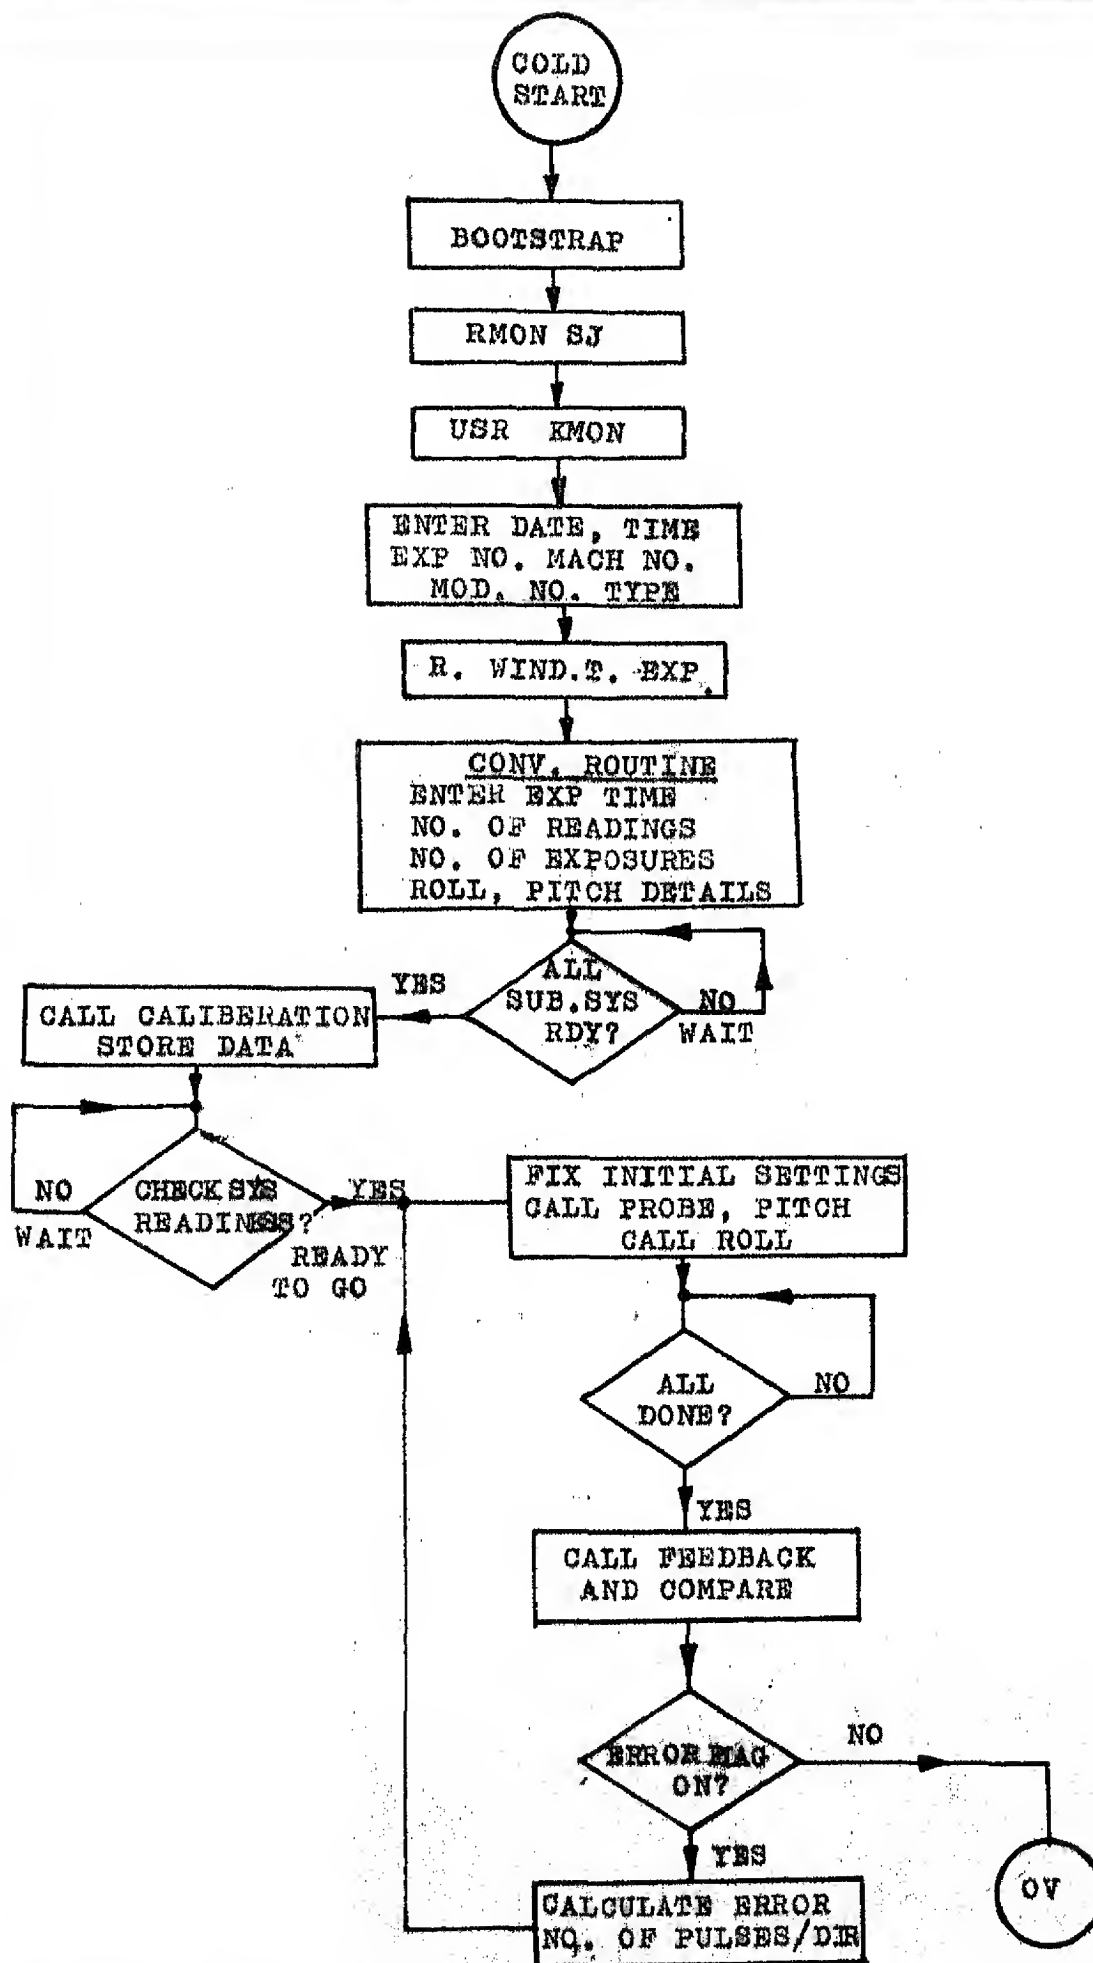 COLD
START
BOOTSTRAP
RMON SJ
USR KMON
ENTER DATE, TIME
EXP NO. MACH NO.
MOD. NO. TYPE
R. WIND.T. EXP.
CONV. ROUTINE
ENTER EXP TIME
NO. OF READINGS
NO. OF EXPOSURES
ROLL, PITCH DETAILS
ALL
SUB.SYS
RDY?
YES
NO
WAIT
CALL CALIBERATION
STORE DATA
CHECK SYS
READINGS?
NO
WAIT
YES
READY
TO GO
FIX INITIAL SETTINGS
CALL PROBE, PITCH
CALL ROLL
ALL
DONE?
NO
YES
CALL FEEDBACK
AND COMPARE
ERROR FLAG
ON?
NO
YES
OV
CALCULATE ERROR
NO. OF PULSES/DIR